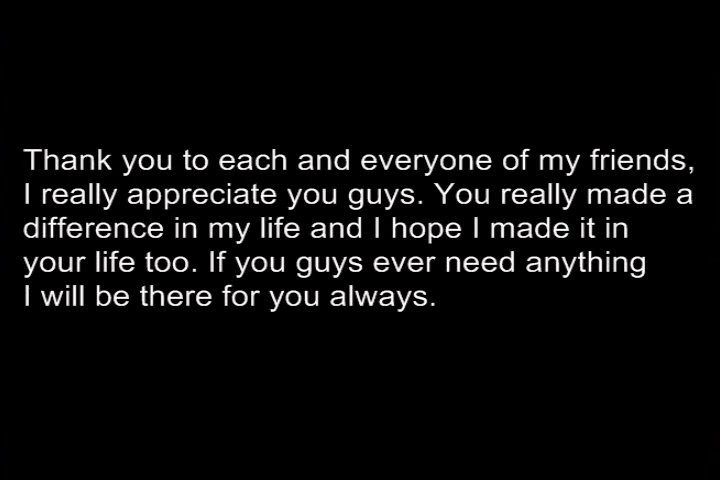 Thank you to each and everyone of my friends,
I really appreciate you guys. You really made a
difference in my life and I hope I made it in
your life too. If you guys ever need anything
I will be there for you always.